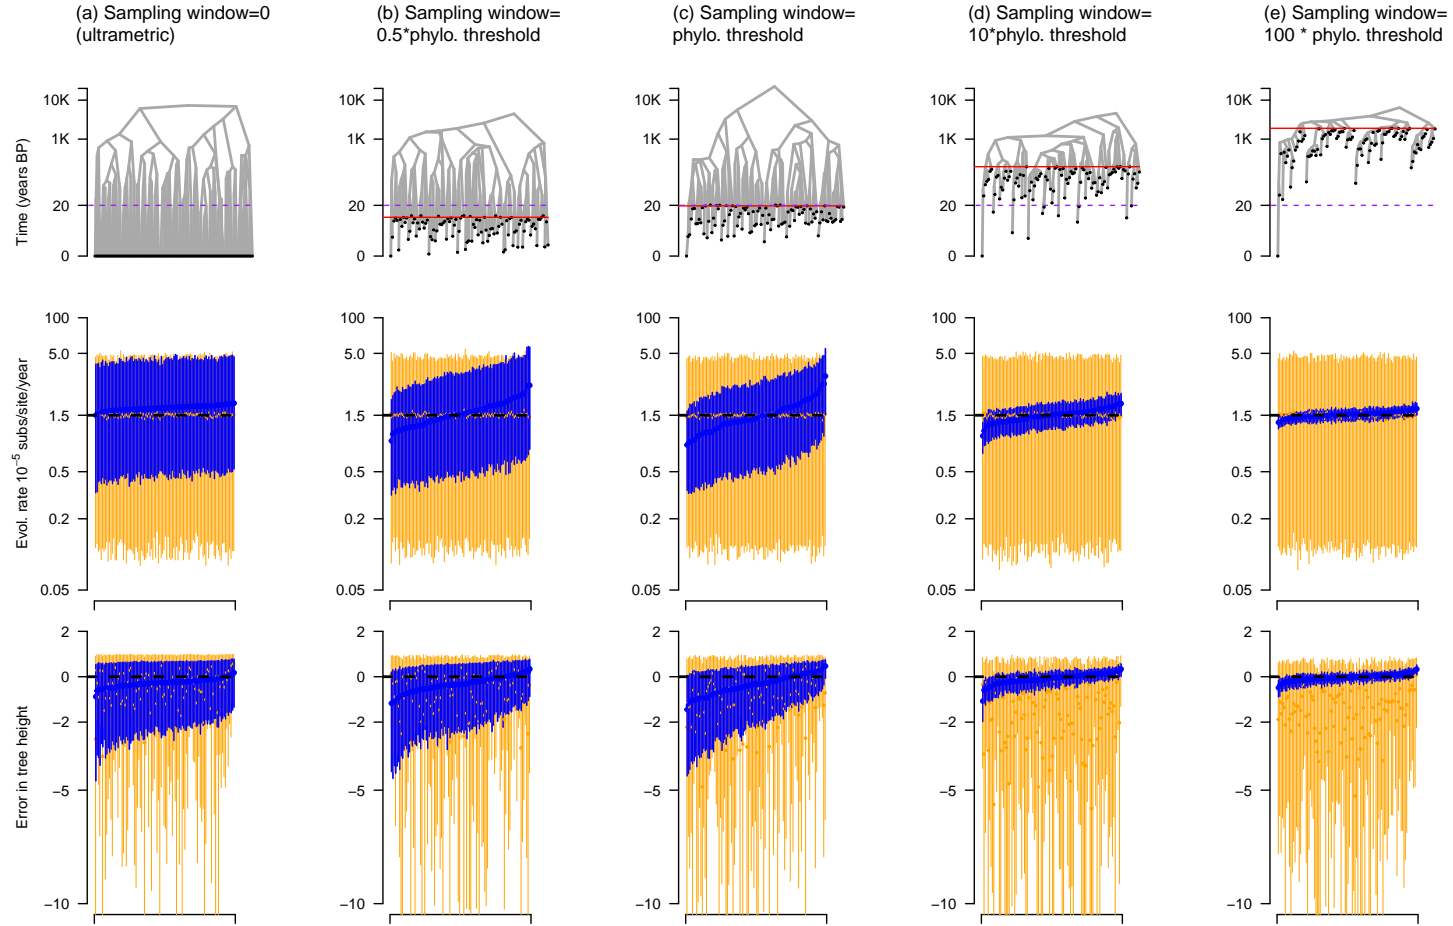 (a) Sampling window=0
(ultrametric)
(b) Sampling window=
0.5*phylo. threshold
(c) Sampling window=
phylo. threshold
(d) Sampling window=
10*phylo. threshold
(e) Sampling window=
100 * phylo. threshold
Time (years BP)
10K
1K
20
0
10K
1K
20
0
10K
1K
20
0
10K
1K
20
0
10K
1K
20
0
Evol. rate 10⁻⁵ subs/site/year
100
5.0
1.5
0.5
0.2
0.05
100
5.0
1.5
0.5
0.2
0.05
100
5.0
1.5
0.5
0.2
0.05
100
5.0
1.5
0.5
0.2
0.05
100
5.0
1.5
0.5
0.2
0.05
Error in tree height
2
0
−2
−5
−10
2
0
−2
−5
−10
2
0
−2
−5
−10
2
0
−2
−5
−10
2
0
−2
−5
−10